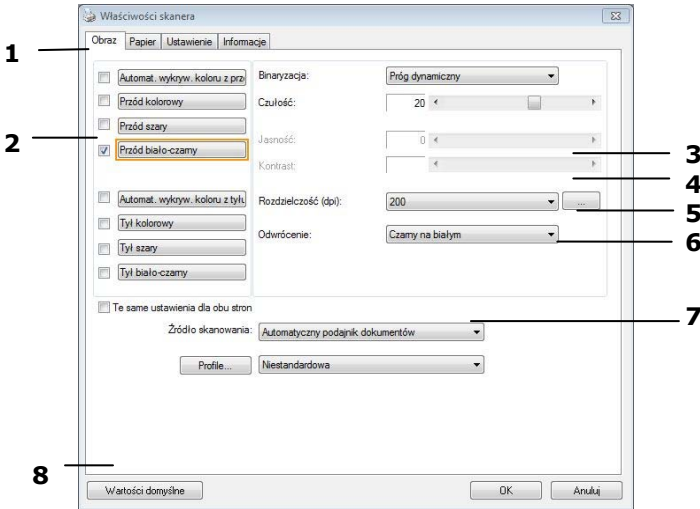 Właściwości skanera
Obraz Papier Ustawienie Informacje
1
Automat. wykryw. koloru z prz
Przód kolorowy
Przód szary
Przód biało-czarny
2
Automat. wykryw. koloru z tyłu
Tył kolorowy
Tył szary
Tył biało-czarny
Binaryzacja: Próg dynamiczny
Czułość: 20
Jasność: 0
3
Kontrast:
4
Rozdzielczość (dpi): 200 ...
5
Odwrócenie: Czarny na białym
6
Te same ustawienia dla obu stron
7
Źródło skanowania: Automatyczny podajnik dokumentów
Profile... Niestandardowa
8
Wartości domyślne OK Anuluj